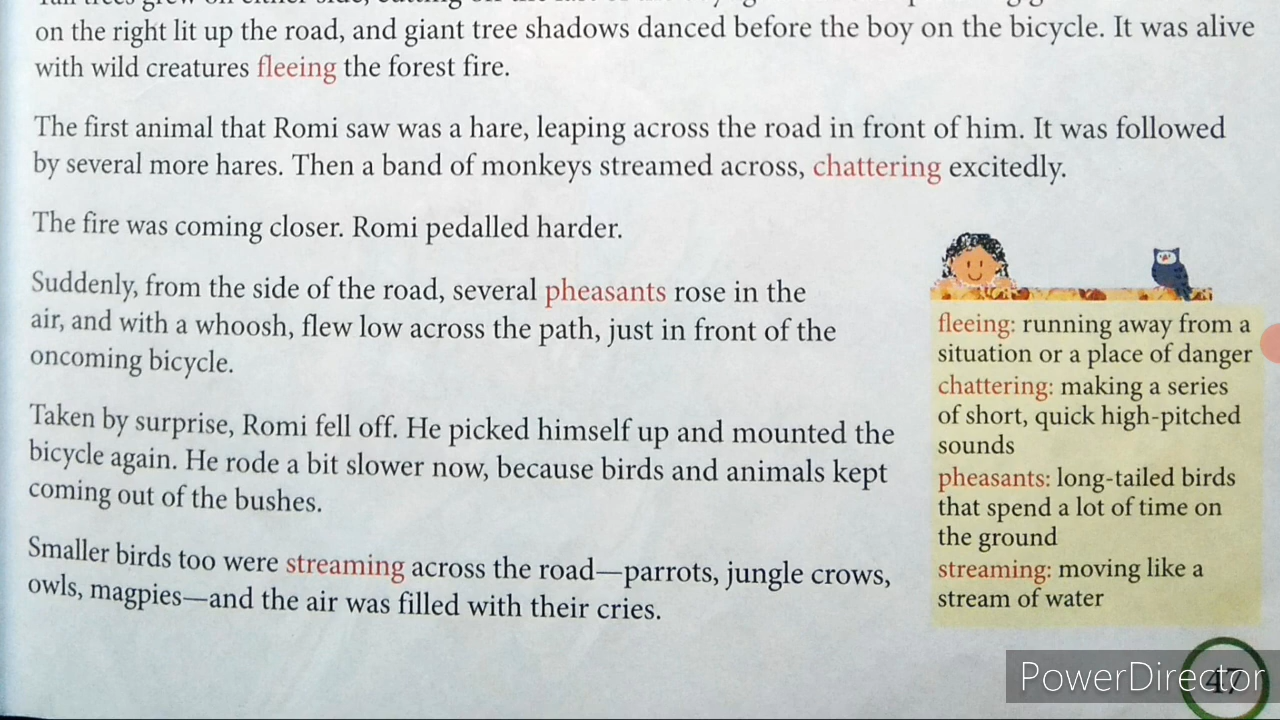 on the right lit up the road, and giant tree shadows danced before the boy on the bicycle. It was alive
with wild creatures fleeing the forest fire.
The first animal that Romi saw was a hare, leaping across the road in front of him. It was followed
by several more hares. Then a band of monkeys streamed across, chattering excitedly.
The fire was coming closer. Romi pedalled harder.
Suddenly, from the side of the road, several pheasants rose in the
air, and with a whoosh, flew low across the path, just in front of the
oncoming bicycle.
Taken by surprise, Romi fell off. He picked himself up and mounted the
bicycle again. He rode a bit slower now, because birds and animals kept
coming out of the bushes.
Smaller birds too were streaming across the road—parrots, jungle crows,
owls, magpies—and the air was filled with their cries.
fleeing: running away from a
situation or a place of danger
chattering: making a series
of short, quick high-pitched
sounds
pheasants: long-tailed birds
that spend a lot of time on
the ground
streaming: moving like a
stream of water
47
PowerDirector